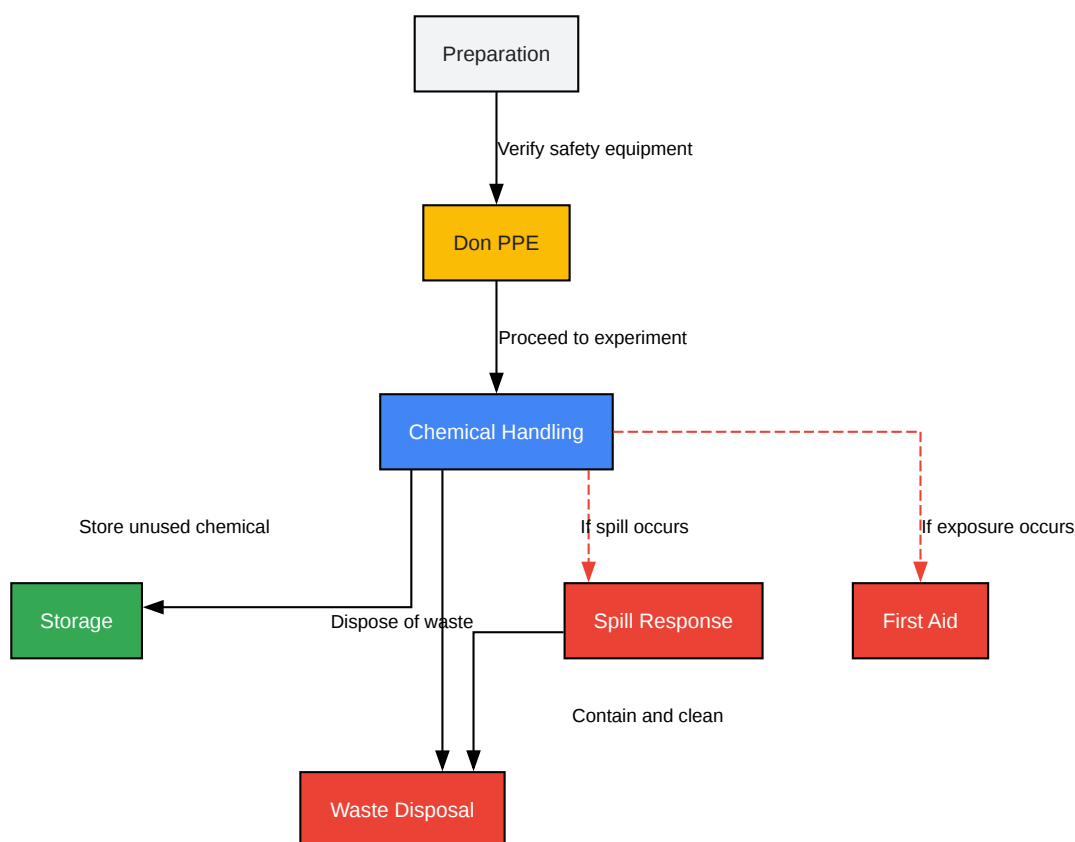 Preparation
Verify safety equipment
Don PPE
Proceed to experiment
Chemical Handling
Store unused chemical
If spill occurs
If exposure occurs
Storage
Dispose of waste
Spill Response
First Aid
Contain and clean
Waste Disposal